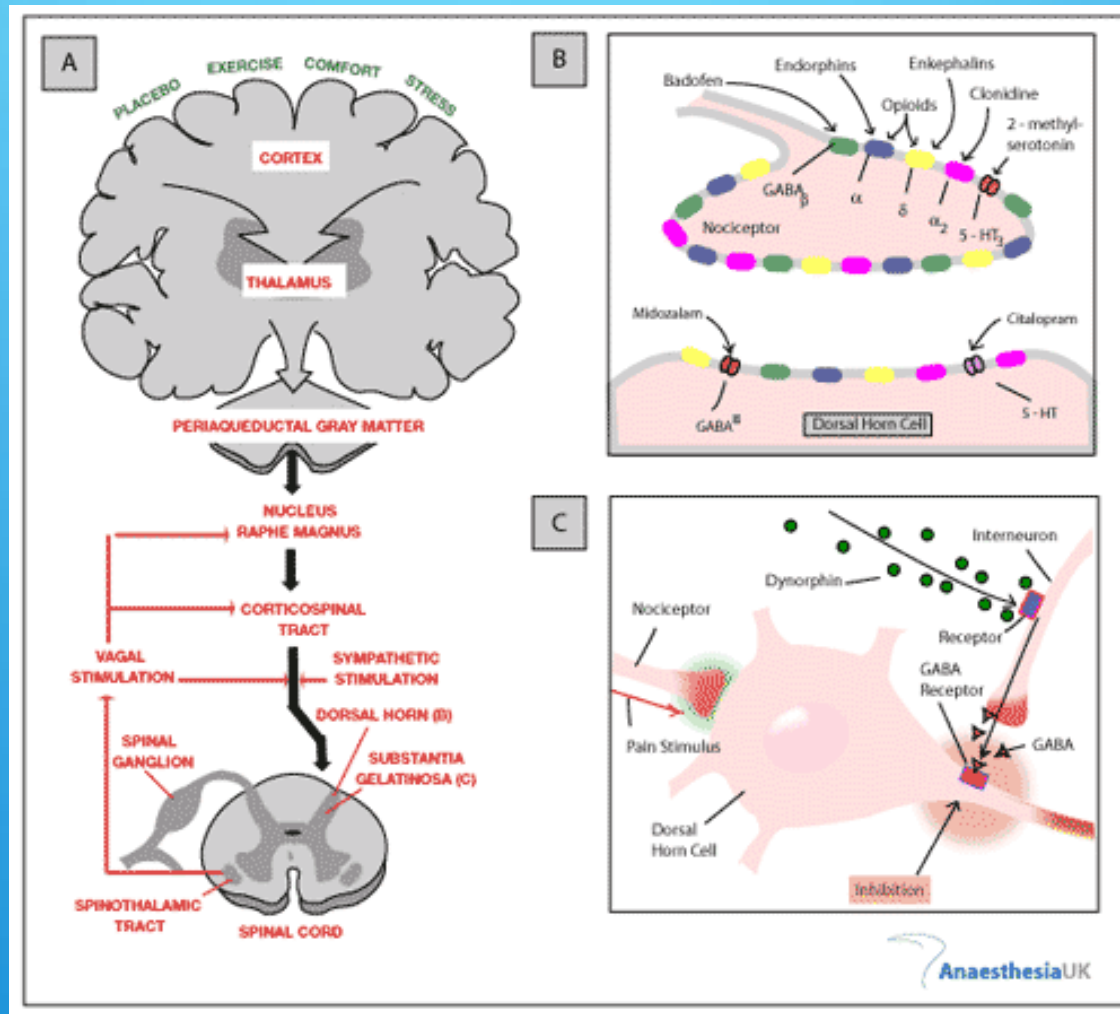 A
PLACEBO
EXERCISE
COMFORT
STRESS
CORTEX
THALAMUS
PERIAQUEDUCTAL GRAY MATTER
NUCLEUS
RAPHE MAGNUS
CORTICOSPINAL
TRACT
VAGAL
STIMULATION
SYMPATHETIC
STIMULATION
DORSAL HORN (B)
SPINAL
GANGLION
SUBSTANTIA
GELATINOSA (C)
SPINOTHALAMIC
TRACT
SPINAL CORD
B
Badofen
Endorphins
Enkephalins
Opioids
Clonidine
2 - methyl-
serotonin
GABA β
α
δ
α2
5 - HT3
Nociceptor
Midozalam
Citalopram
GABA
5 - HT
Dorsal Horn Cell
C
Interneuron
Dynorphin
Nociceptor
Receptor
GABA
Receptor
GABA
Pain Stimulus
Dorsal
Horn Cell
Inhibition
AnaesthesiaUK